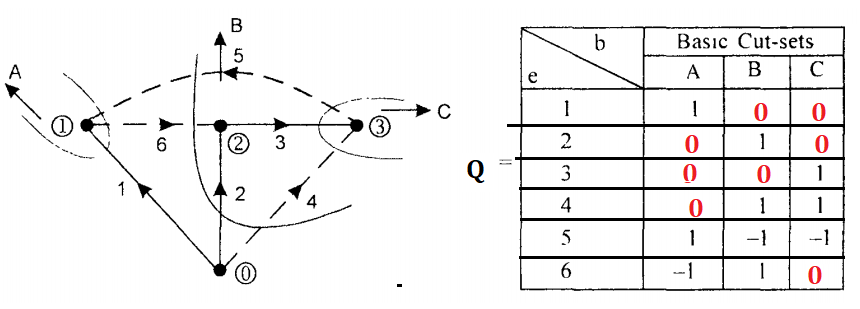 B
5
A
C
①
6
②
3
③
1
2
4
⓪
Q =
b
e
Basic Cut-sets
A B C
1 1 0 0
2 0 1 0
3 0 0 1
4 0 1 1
5 1 –1 –1
6 –1 1 0